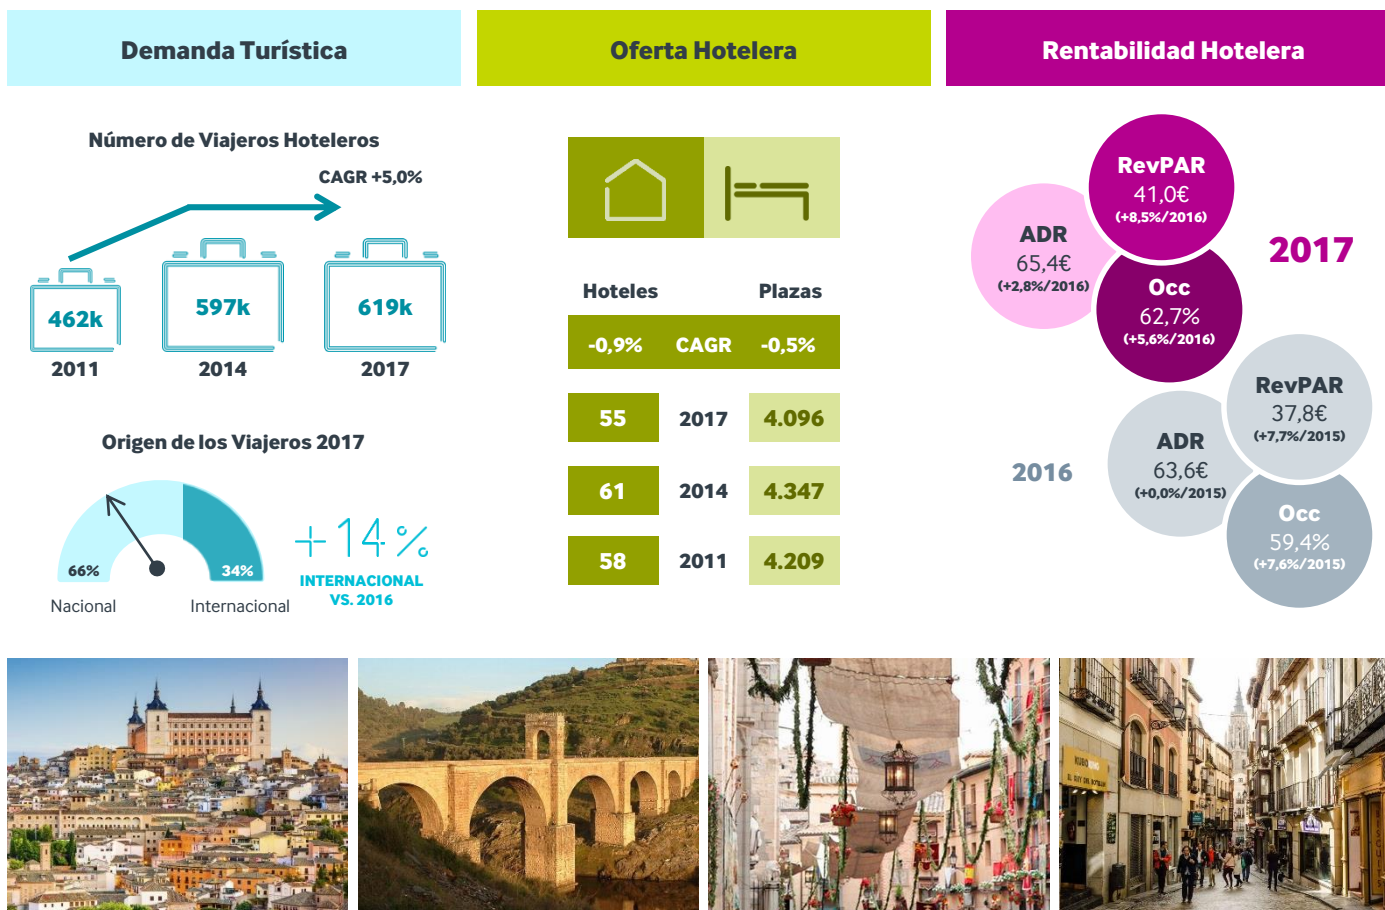 Demanda Turística
Número de Viajeros Hoteleros
CAGR +5,0%
462k
597k
619k
2011
2014
2017
Origen de los Viajeros 2017
66%
34%
Nacional
Internacional
+14%
INTERNACIONAL
VS. 2016
Oferta Hotelera
Hoteles
Plazas
-0,9%
CAGR
-0,5%
55
2017
4.096
61
2014
4.347
58
2011
4.209
Rentabilidad Hotelera
RevPAR
41,0€
(+8,5%/2016)
ADR
65,4€
(+2,8%/2016)
2017
Occ
62,7%
(+5,6%/2016)
RevPAR
37,8€
(+7,7%/2015)
ADR
63,6€
(+0,0%/2015)
2016
Occ
59,4%
(+7,6%/2015)